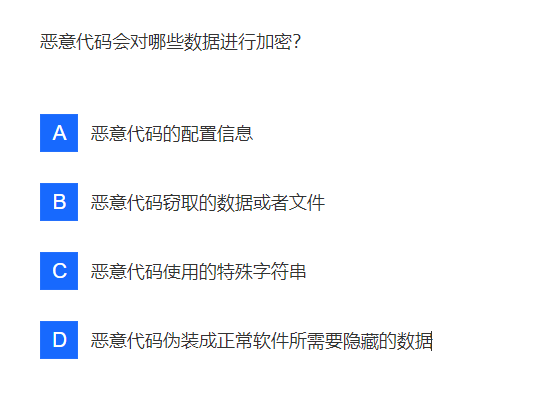 恶意代码会对哪些数据进行加密?
A 恶意代码的配置信息
B 恶意代码窃取的数据或者文件
C 恶意代码使用的特殊字符串
D 恶意代码伪装成正常软件所需要隐藏的数据